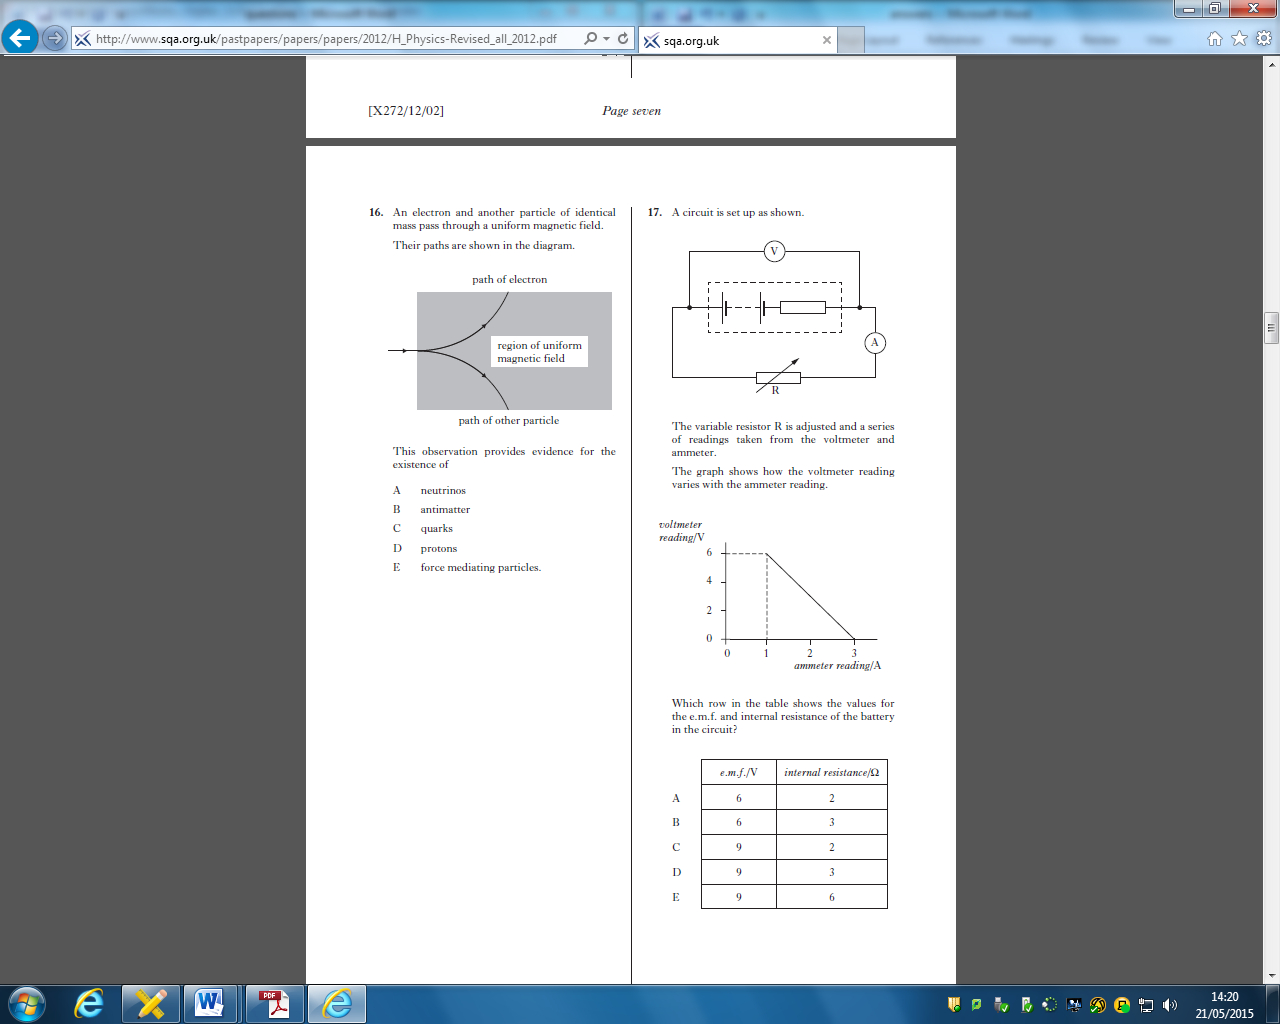 http://www.sqa.org.uk/pastpapers/papers/papers/2012/H_Physics-Revised_all_2012.pdf
sqa.org.uk
[X272/12/02]
Page seven
16. An electron and another particle of identical
mass pass through a uniform magnetic field.
Their paths are shown in the diagram.
path of electron
region of uniform
magnetic field
path of other particle
This observation provides evidence for the
existence of
A neutrinos
B antimatter
C quarks
D protons
E force mediating particles.
17. A circuit is set up as shown.
V
A
R
The variable resistor R is adjusted and a series
of readings taken from the voltmeter and
ammeter.
The graph shows how the voltmeter reading
varies with the ammeter reading.
voltmeter
reading/V
6
4
2
0
0 1 2 3
ammeter reading/A
Which row in the table shows the values for
the e.m.f. and internal resistance of the battery
in the circuit?
e.m.f./V internal resistance/Ω
A 6 2
B 6 3
C 9 2
D 9 3
E 9 6
14:20
21/05/2015